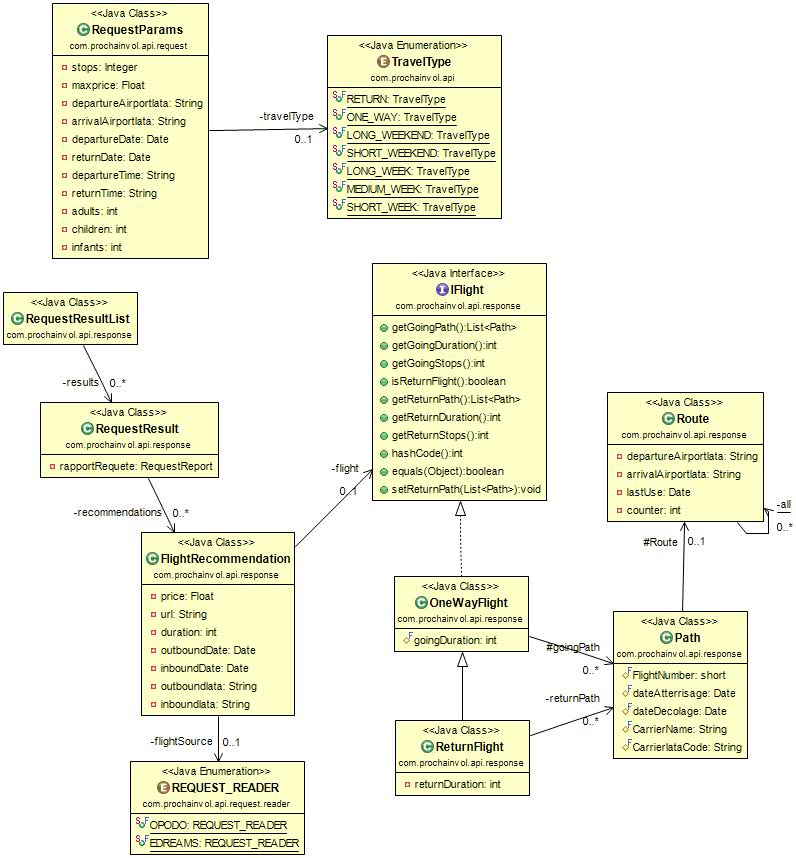 <<Java Class>>
RequestParams
com.prochainvol.api.request
stops: Integer
maxprice: Float
departureAirportIata: String
arrivalAirportIata: String
departureDate: Date
returnDate: Date
departureTime: String
returnTime: String
adults: int
children: int
infants: int
-travelType
0..1
<<Java Enumeration>>
TravelType
com.prochainvol.api
RETURN: TravelType
ONE_WAY: TravelType
LONG_WEEKEND: TravelType
SHORT_WEEKEND: TravelType
LONG_WEEK: TravelType
MEDIUM_WEEK: TravelType
SHORT_WEEK: TravelType
<<Java Class>>
RequestResultList
com.prochainvol.api.response
-results
0..*
<<Java Class>>
RequestResult
com.prochainvol.api.response
rapportRequete: RequestReport
-recommendations
0..*
<<Java Interface>>
IFlight
com.prochainvol.api.response
getGoingPath():List<Path>
getGoingDuration():int
getGoingStops():int
isReturnFlight():boolean
getReturnPath():List<Path>
getReturnDuration():int
getReturnStops():int
hashCode():int
equals(Object):boolean
setReturnPath(List<Path>):void
-flight
0..1
<<Java Class>>
Route
com.prochainvol.api.response
departureAirportIata: String
arrivalAirportIata: String
lastUse: Date
counter: int
-all
0..*
#Route
0..1
<<Java Class>>
FlightRecommendation
com.prochainvol.api.response
price: Float
url: String
duration: int
outboundDate: Date
inboundDate: Date
outboundIata: String
inboundIata: String
<<Java Class>>
OneWayFlight
com.prochainvol.api.response
goingDuration: int
#goingPath
0..*
<<Java Class>>
Path
com.prochainvol.api.response
FlightNumber: short
dateAtterrisage: Date
dateDecolage: Date
CarrierName: String
CarrierIataCode: String
-returnPath
0..*
<<Java Class>>
ReturnFlight
com.prochainvol.api.response
returnDuration: int
-flightSource
0..1
<<Java Enumeration>>
REQUEST_READER
com.prochainvol.api.request.reader
OPODO: REQUEST_READER
EDREAMS: REQUEST_READER